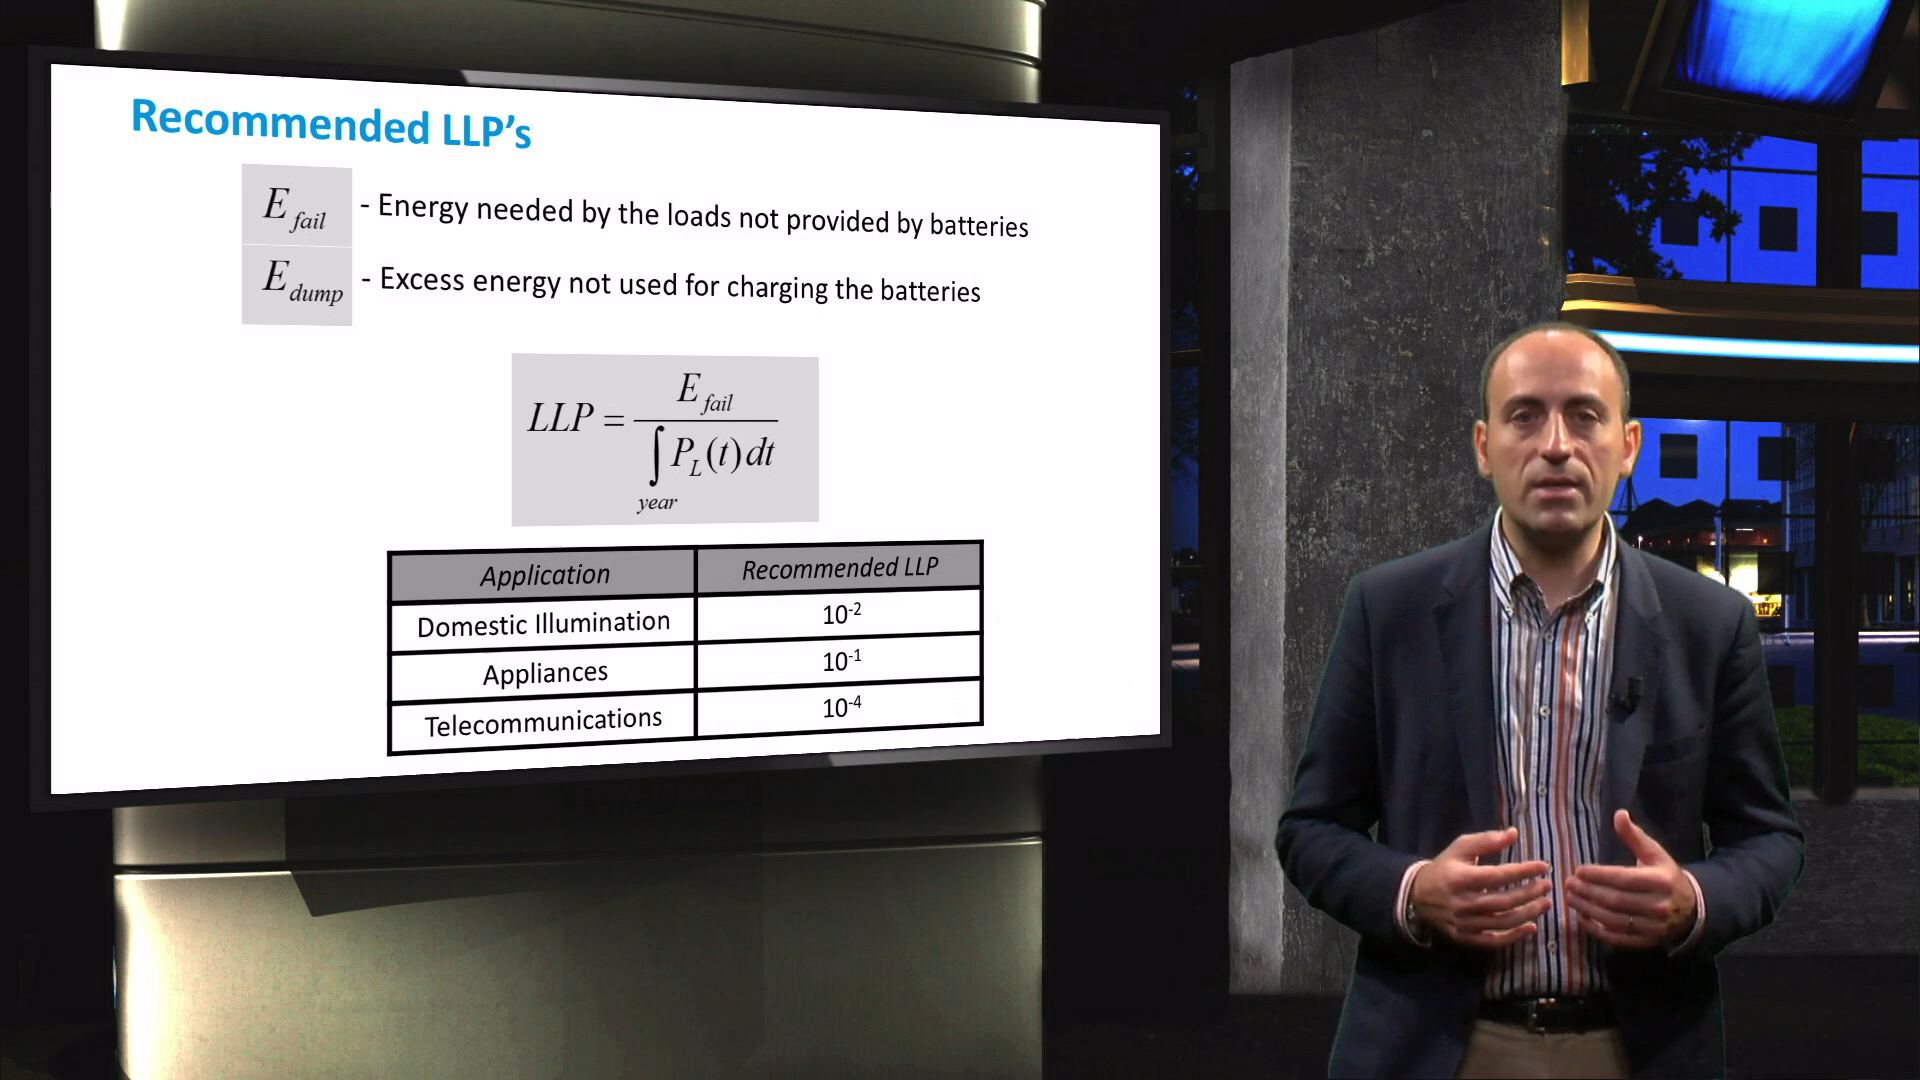 Recommended LLP's
E fail - Energy needed by the loads not provided by batteries
E dump - Excess energy not used for charging the batteries
LLP = E fail / ∫ year P_L(t) dt
Application Recommended LLP
Domestic Illumination 10⁻²
Appliances 10⁻¹
Telecommunications 10⁻⁴